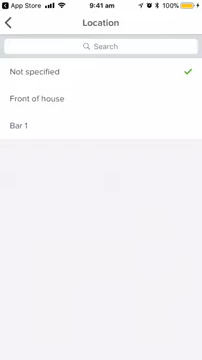 App Store 9:41 am 100%
Location
Search
Not specified
Front of house
Bar 1